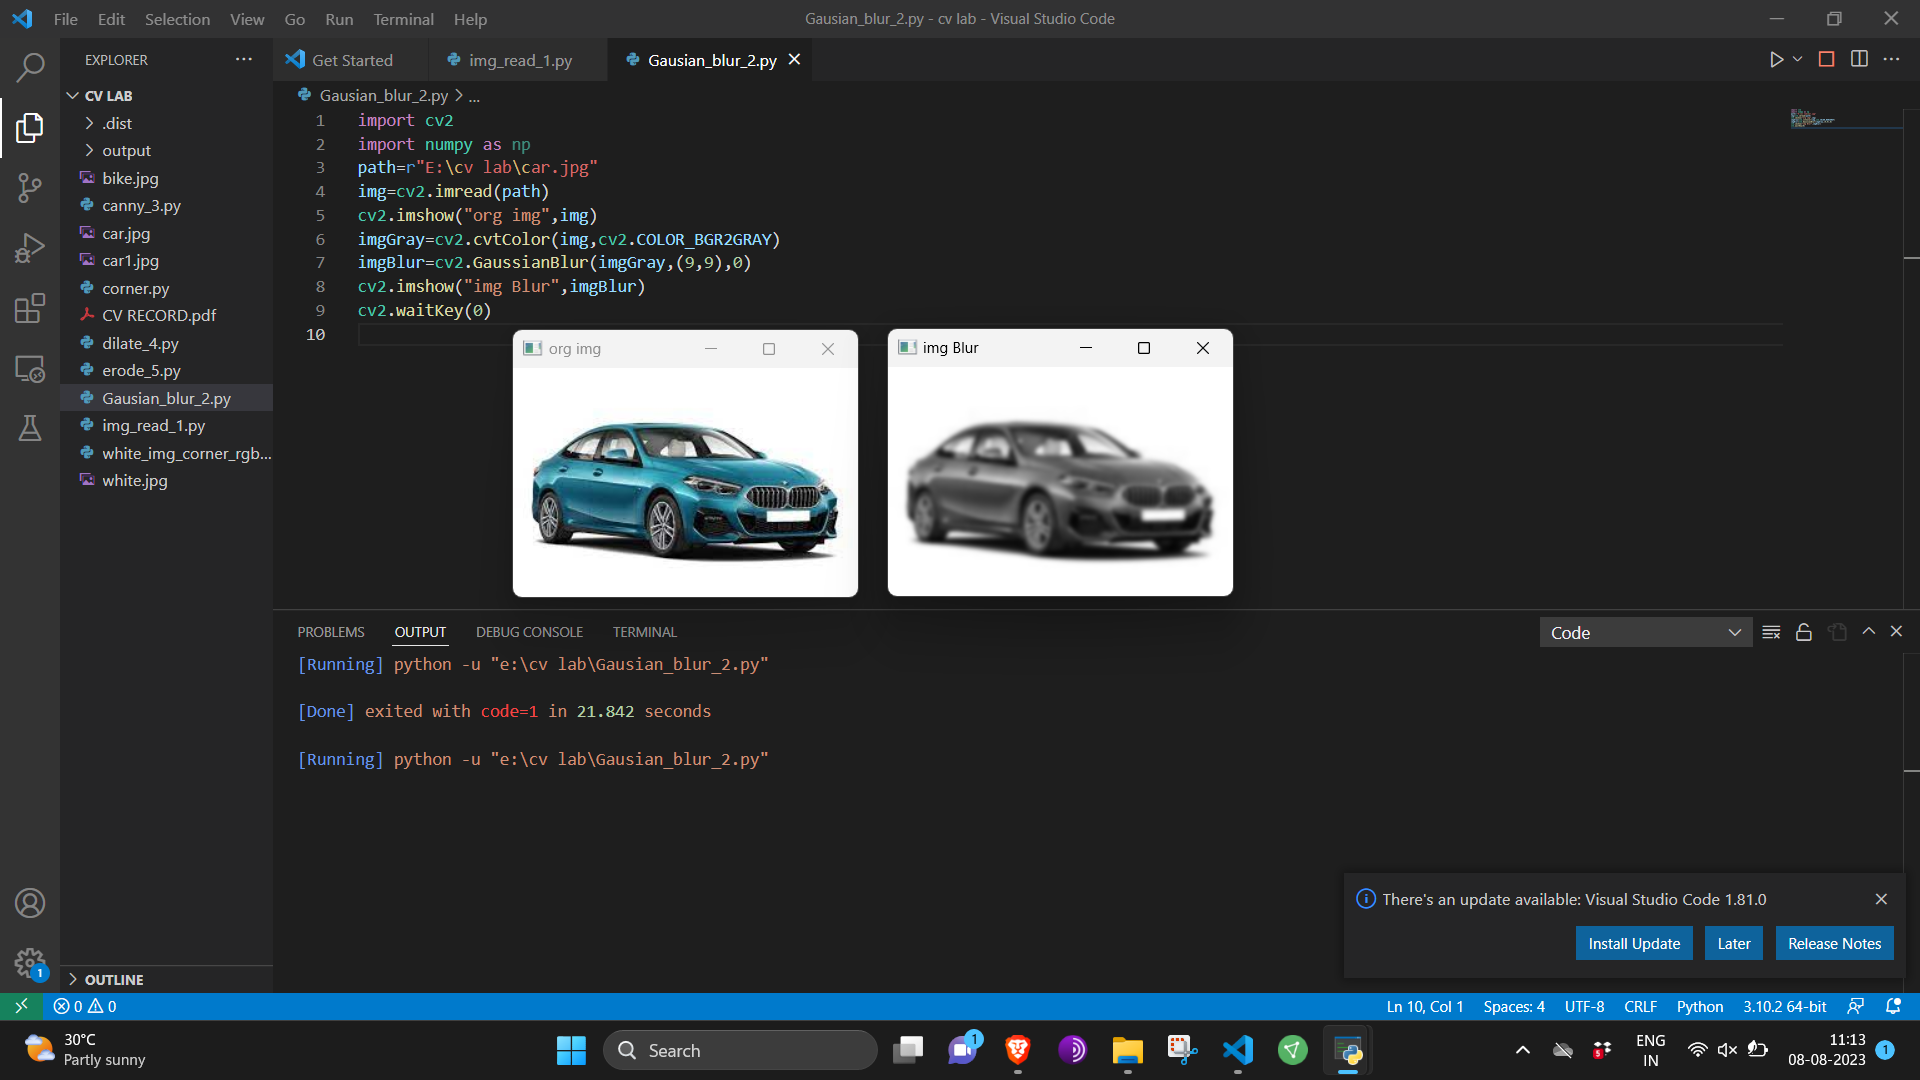 File Edit Selection View Go Run Terminal Help
Gausian_blur_2.py - cv lab - Visual Studio Code
EXPLORER
Get Started
img_read_1.py
Gausian_blur_2.py
CV LAB
.dist
output
bike.jpg
canny_3.py
car.jpg
car1.jpg
corner.py
CV RECORD.pdf
dilate_4.py
erode_5.py
Gausian_blur_2.py
img_read_1.py
white_img_corner_rgb...
white.jpg
OUTLINE
Gausian_blur_2.py > ...
1 import cv2
2 import numpy as np
3 path=r"E:\cv lab\car.jpg"
4 img=cv2.imread(path)
5 cv2.imshow("org img",img)
6 imgGray=cv2.cvtColor(img,cv2.COLOR_BGR2GRAY)
7 imgBlur=cv2.GaussianBlur(imgGray,(9,9),0)
8 cv2.imshow("img Blur",imgBlur)
9 cv2.waitKey(0)
10
org img
img Blur
PROBLEMS OUTPUT DEBUG CONSOLE TERMINAL
Code
[Running] python -u "e:\cv lab\Gausian_blur_2.py"
[Done] exited with code=1 in 21.842 seconds
[Running] python -u "e:\cv lab\Gausian_blur_2.py"
There's an update available: Visual Studio Code 1.81.0
Install Update Later Release Notes
1
0 0
Ln 10, Col 1 Spaces: 4 UTF-8 CRLF Python 3.10.2 64-bit
30°C
Partly sunny
Search
1
5
ENG
IN
11:13
08-08-2023
1